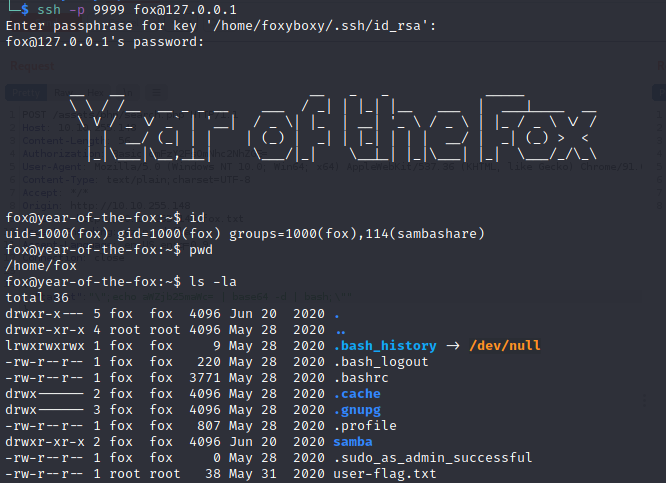 └─$ ssh -p 9999 fox@127.0.0.1
Enter passphrase for key '/home/foxyboxy/.ssh/id_rsa':
fox@127.0.0.1's password:
Year of the Fox
fox@year-of-the-fox:~$ id
uid=1000(fox) gid=1000(fox) groups=1000(fox),114(sambashare)
fox@year-of-the-fox:~$ pwd
/home/fox
fox@year-of-the-fox:~$ ls -la
total 36
drwxr-x--- 5 fox  fox  4096 Jun 20  2020 .
drwxr-xr-x 4 root root 4096 May 28  2020 ..
lrwxrwxrwx 1 fox  fox     9 May 28  2020 .bash_history -> /dev/null
-rw-r--r-- 1 fox  fox   220 May 28  2020 .bash_logout
-rw-r--r-- 1 fox  fox  3771 May 28  2020 .bashrc
drwx------ 2 fox  fox  4096 May 28  2020 .cache
drwx------ 3 fox  fox  4096 May 28  2020 .gnupg
-rw-r--r-- 1 fox  fox   807 May 28  2020 .profile
drwxr-xr-x 2 fox  fox  4096 Jun 20  2020 samba
-rw-r--r-- 1 fox  fox     0 May 28  2020 .sudo_as_admin_successful
-rw-r--r-- 1 root root   38 May 31  2020 user-flag.txt